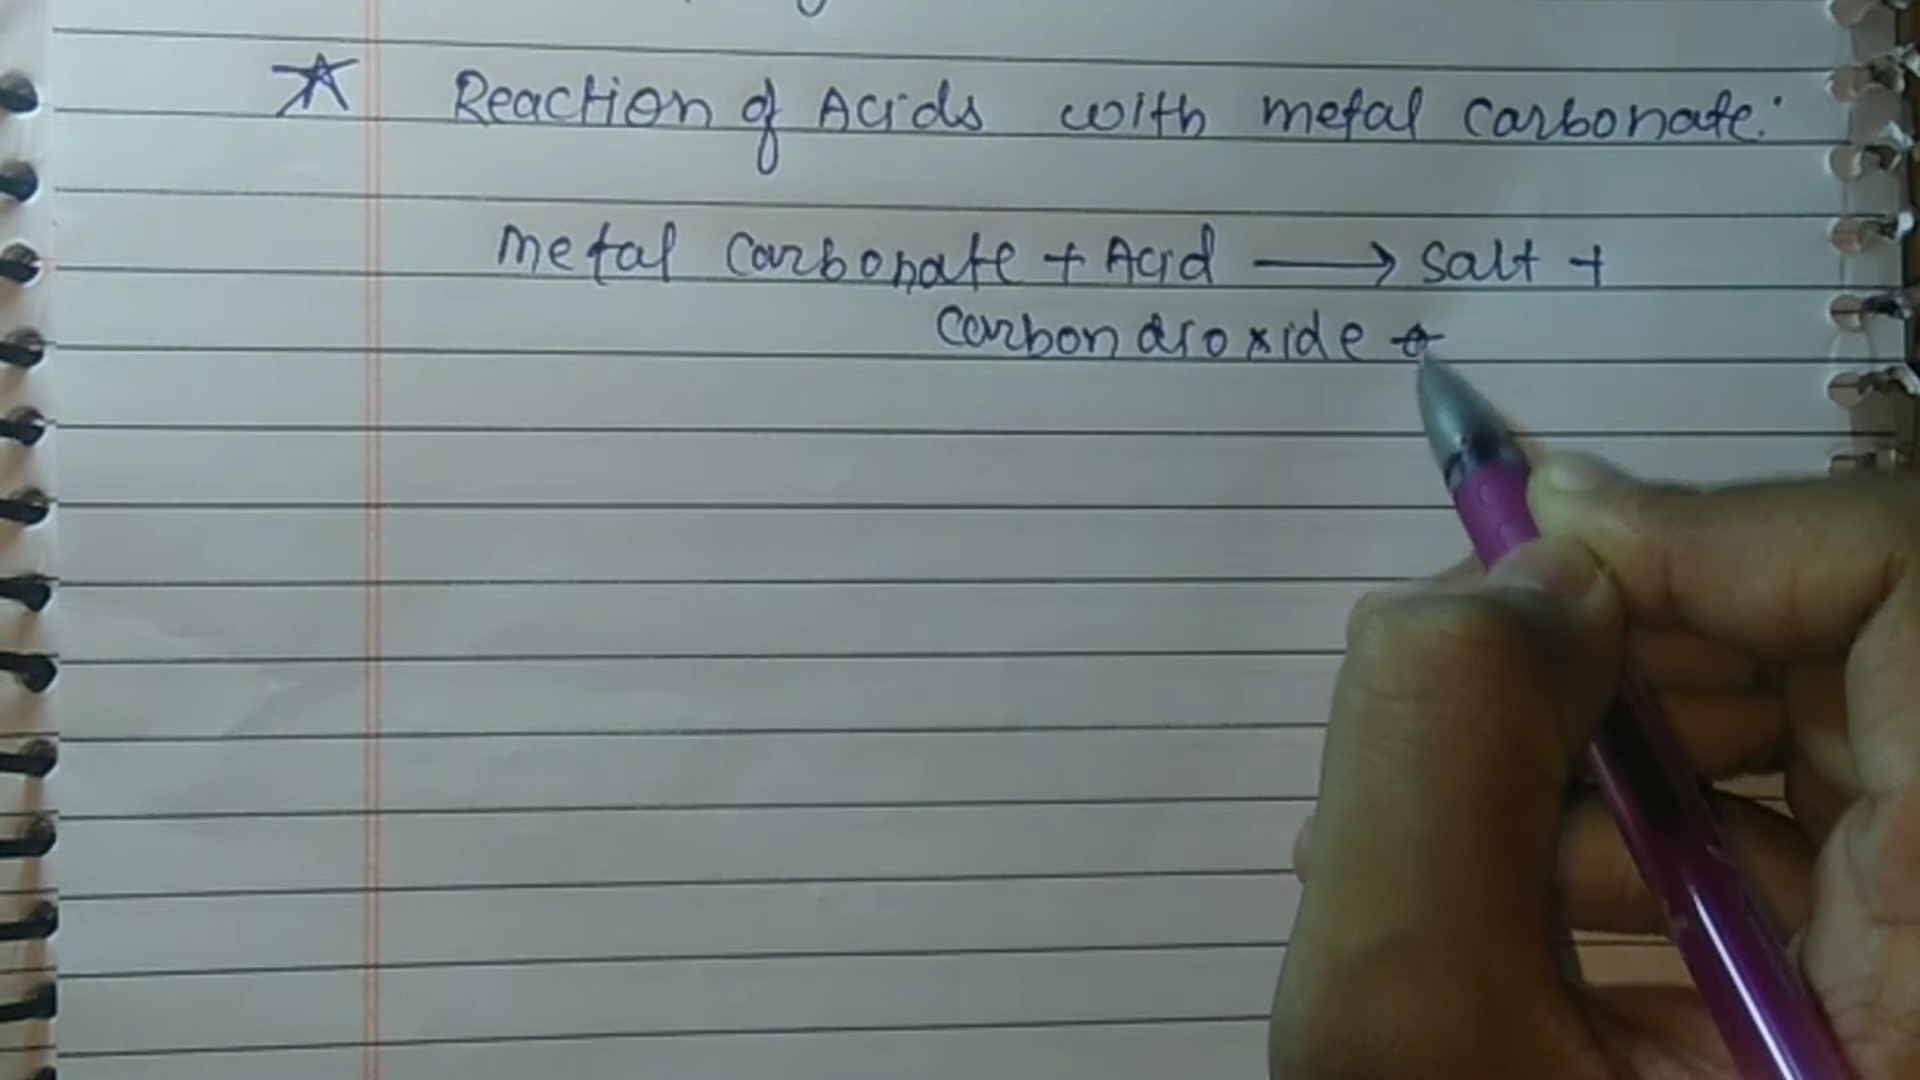 Reaction of Acids with metal carbonate:
metal carbonate + Acid ⟶ salt +
carbon dioxide +